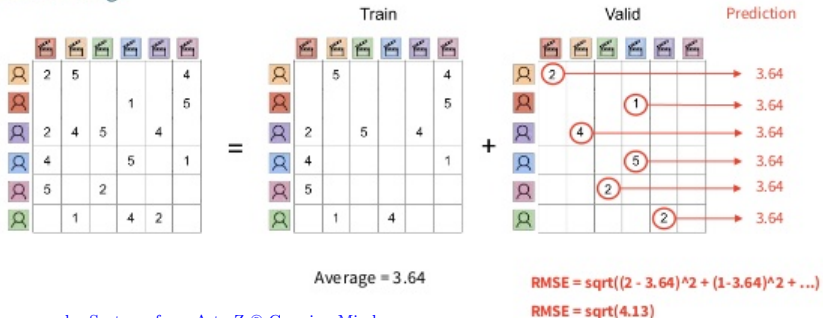 Train Valid Prediction
2 5 4 5 4 2 3.64
1 5 5 1 3.64
2 4 5 4 = 2 5 4 + 4 3.64
4 5 1 4 1 5 3.64
5 2 5 2 3.64
1 4 2 1 4 2 3.64
Average = 3.64
RMSE = sqrt((2 - 3.64)^2 + (1-3.64)^2 + ...)
RMSE = sqrt(4.13)